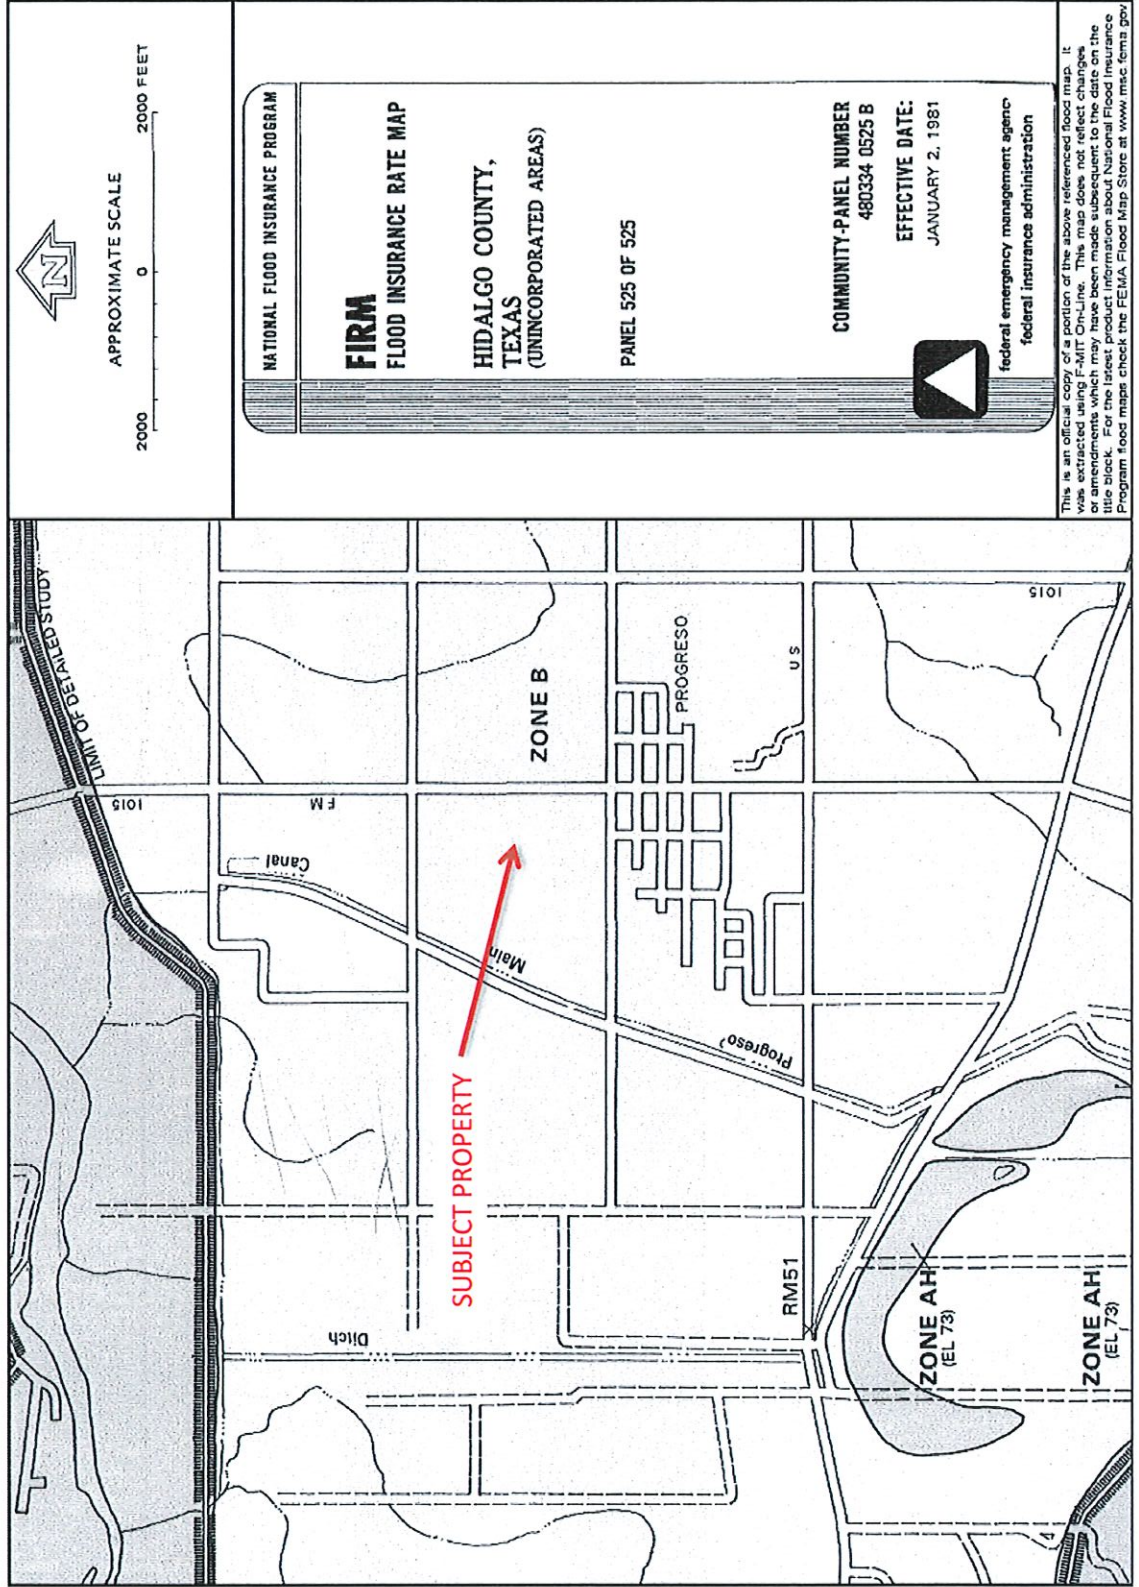 APPROXIMATE SCALE
2000 0 2000 FEET
N
NATIONAL FLOOD INSURANCE PROGRAM
FIRM
FLOOD INSURANCE RATE MAP
HIDALGO COUNTY,
TEXAS
(UNINCORPORATED AREAS)
PANEL 525 OF 525
COMMUNITY-PANEL NUMBER
480334 0525 B
EFFECTIVE DATE:
JANUARY 2, 1981
federal emergency management agenc
federal insurance administration
This is an official copy of a portion of the above referenced flood map. It
was extracted using F-MIT On-Line. This map does not reflect changes
or amendments which may have been made subsequent to the date on the
title block. For the latest product information about National Flood Insurance
Program flood maps check the FEMA Flood Map Store at www.msc.fema.gov
LIMIT OF DETAILED STUDY
1015
FM
Canal
ZONE B
Main
SUBJECT PROPERTY
PROGRESO
US
1015
Progreso
Ditch
RM51
ZONE AH
(EL 73)
ZONE AH
(EL 73)
4